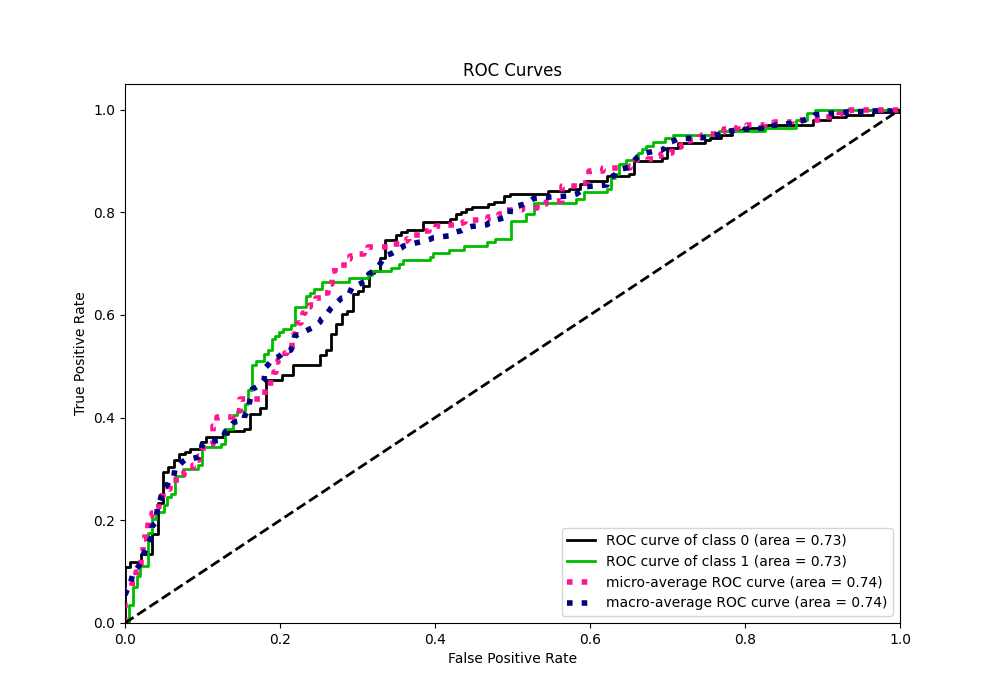 ROC Curves
True Positive Rate
1.0
0.8
0.6
0.4
0.2
0.0
0.0 0.2 0.4 0.6 0.8 1.0
False Positive Rate
ROC curve of class 0 (area = 0.73)
ROC curve of class 1 (area = 0.73)
micro-average ROC curve (area = 0.74)
macro-average ROC curve (area = 0.74)